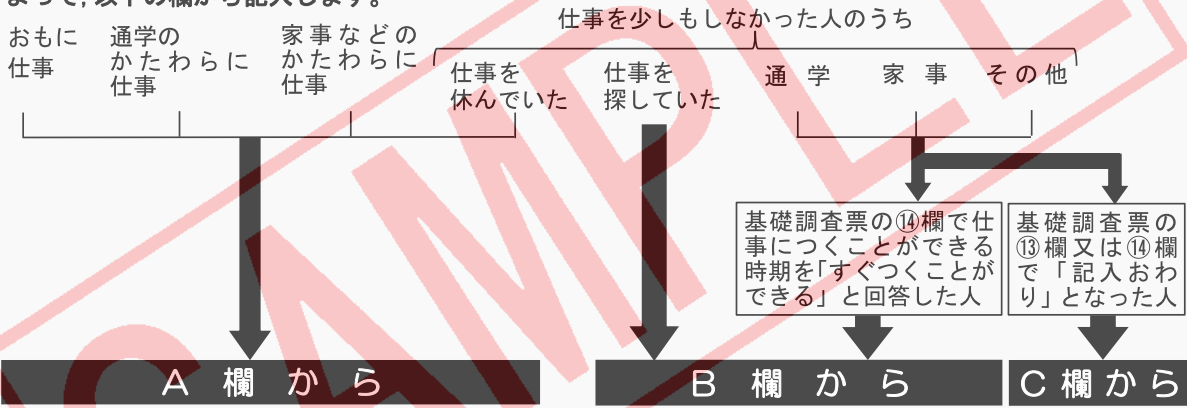 よって，以下の欄から記入します。
仕事を少しもしなかった人のうち
おもに
仕事
通学の
かたわらに
仕事
家事などの
かたわらに
仕事
仕事を
休んでいた
仕事を
探していた
通学
家事
その他
基礎調査票の⑭欄で仕
事につくことができる
時期を「すぐつくことが
できる」と回答した人
基礎調査票の
⑬欄又は⑭欄
で「記入おわ
り」となった人
A欄から
B欄から
C欄から
SAMPLE